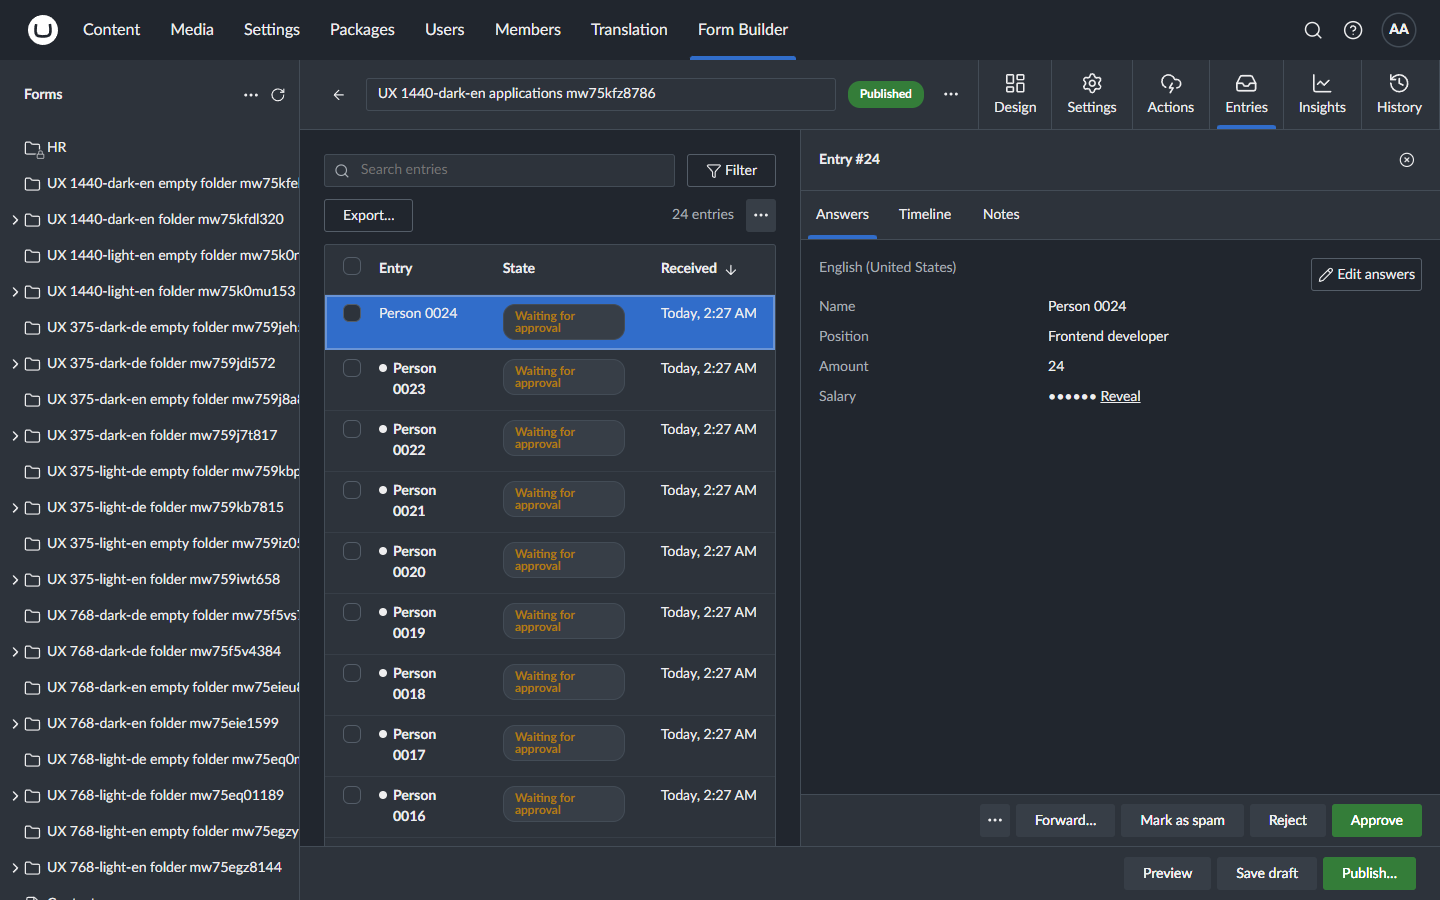 Content Media Settings Packages Users Members Translation Form Builder AA
Forms
HR
UX 1440-dark-en empty folder mw75kfe
UX 1440-dark-en folder mw75kfdl320
UX 1440-light-en empty folder mw75k0
UX 1440-light-en folder mw75k0mu153
UX 375-dark-de empty folder mw759jeh
UX 375-dark-de folder mw759jdi572
UX 375-dark-en empty folder mw759j8a
UX 375-dark-en folder mw759j7t817
UX 375-light-de empty folder mw759kbp
UX 375-light-de folder mw759kb7815
UX 375-light-en empty folder mw759iz0
UX 375-light-en folder mw759iwt658
UX 768-dark-de empty folder mw75f5vs
UX 768-dark-de folder mw75f5v4384
UX 768-dark-en empty folder mw75eieu
UX 768-dark-en folder mw75eie1599
UX 768-light-de empty folder mw75eq0
UX 768-light-de folder mw75eq01189
UX 768-light-en empty folder mw75egzy
UX 768-light-en folder mw75egz8144
UX 1440-dark-en applications mw75kfz8786
Published
Design Settings Actions Entries Insights History
Search entries
Filter
Export...
24 entries
Entry State Received
Person 0024 Waiting for approval Today, 2:27 AM
Person 0023 Waiting for approval Today, 2:27 AM
Person 0022 Waiting for approval Today, 2:27 AM
Person 0021 Waiting for approval Today, 2:27 AM
Person 0020 Waiting for approval Today, 2:27 AM
Person 0019 Waiting for approval Today, 2:27 AM
Person 0018 Waiting for approval Today, 2:27 AM
Person 0017 Waiting for approval Today, 2:27 AM
Person 0016 Waiting for approval Today, 2:27 AM
Entry #24
Answers Timeline Notes
English (United States)
Edit answers
Name Person 0024
Position Frontend developer
Amount 24
Salary •••••• Reveal
Forward... Mark as spam Reject Approve
Preview Save draft Publish...